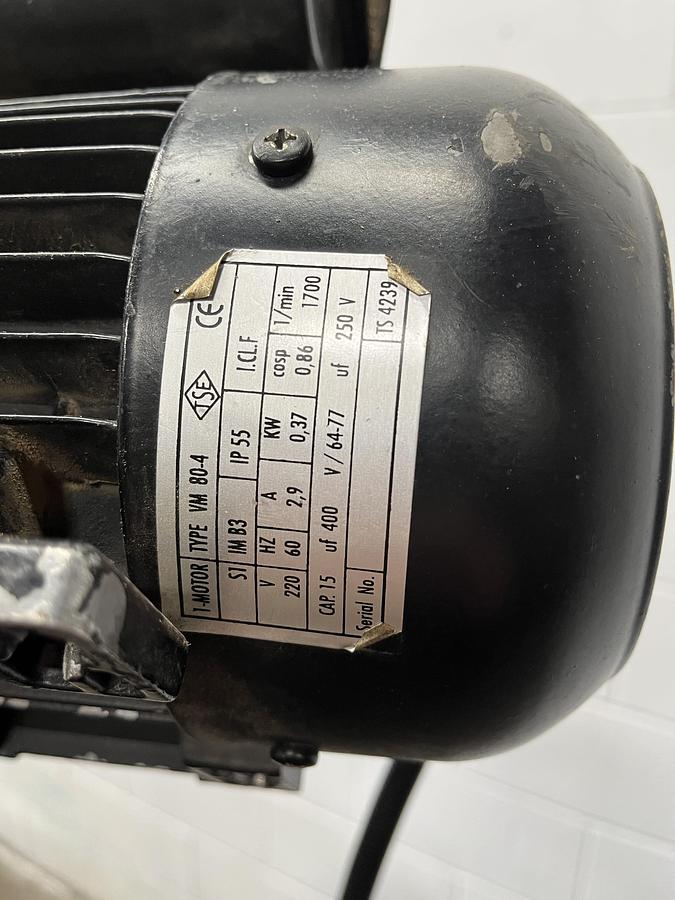 1-MOTOR TYPE VM 80-4 TSE CE
S1 IM B3 IP 55 I.CL.F
V HZ A KW cosp 1/min
220 60 2,9 0,37 0,86 1700
CAP. 15 uf 400 V / 64-77 uf 250 V
Serial No. TS 4239